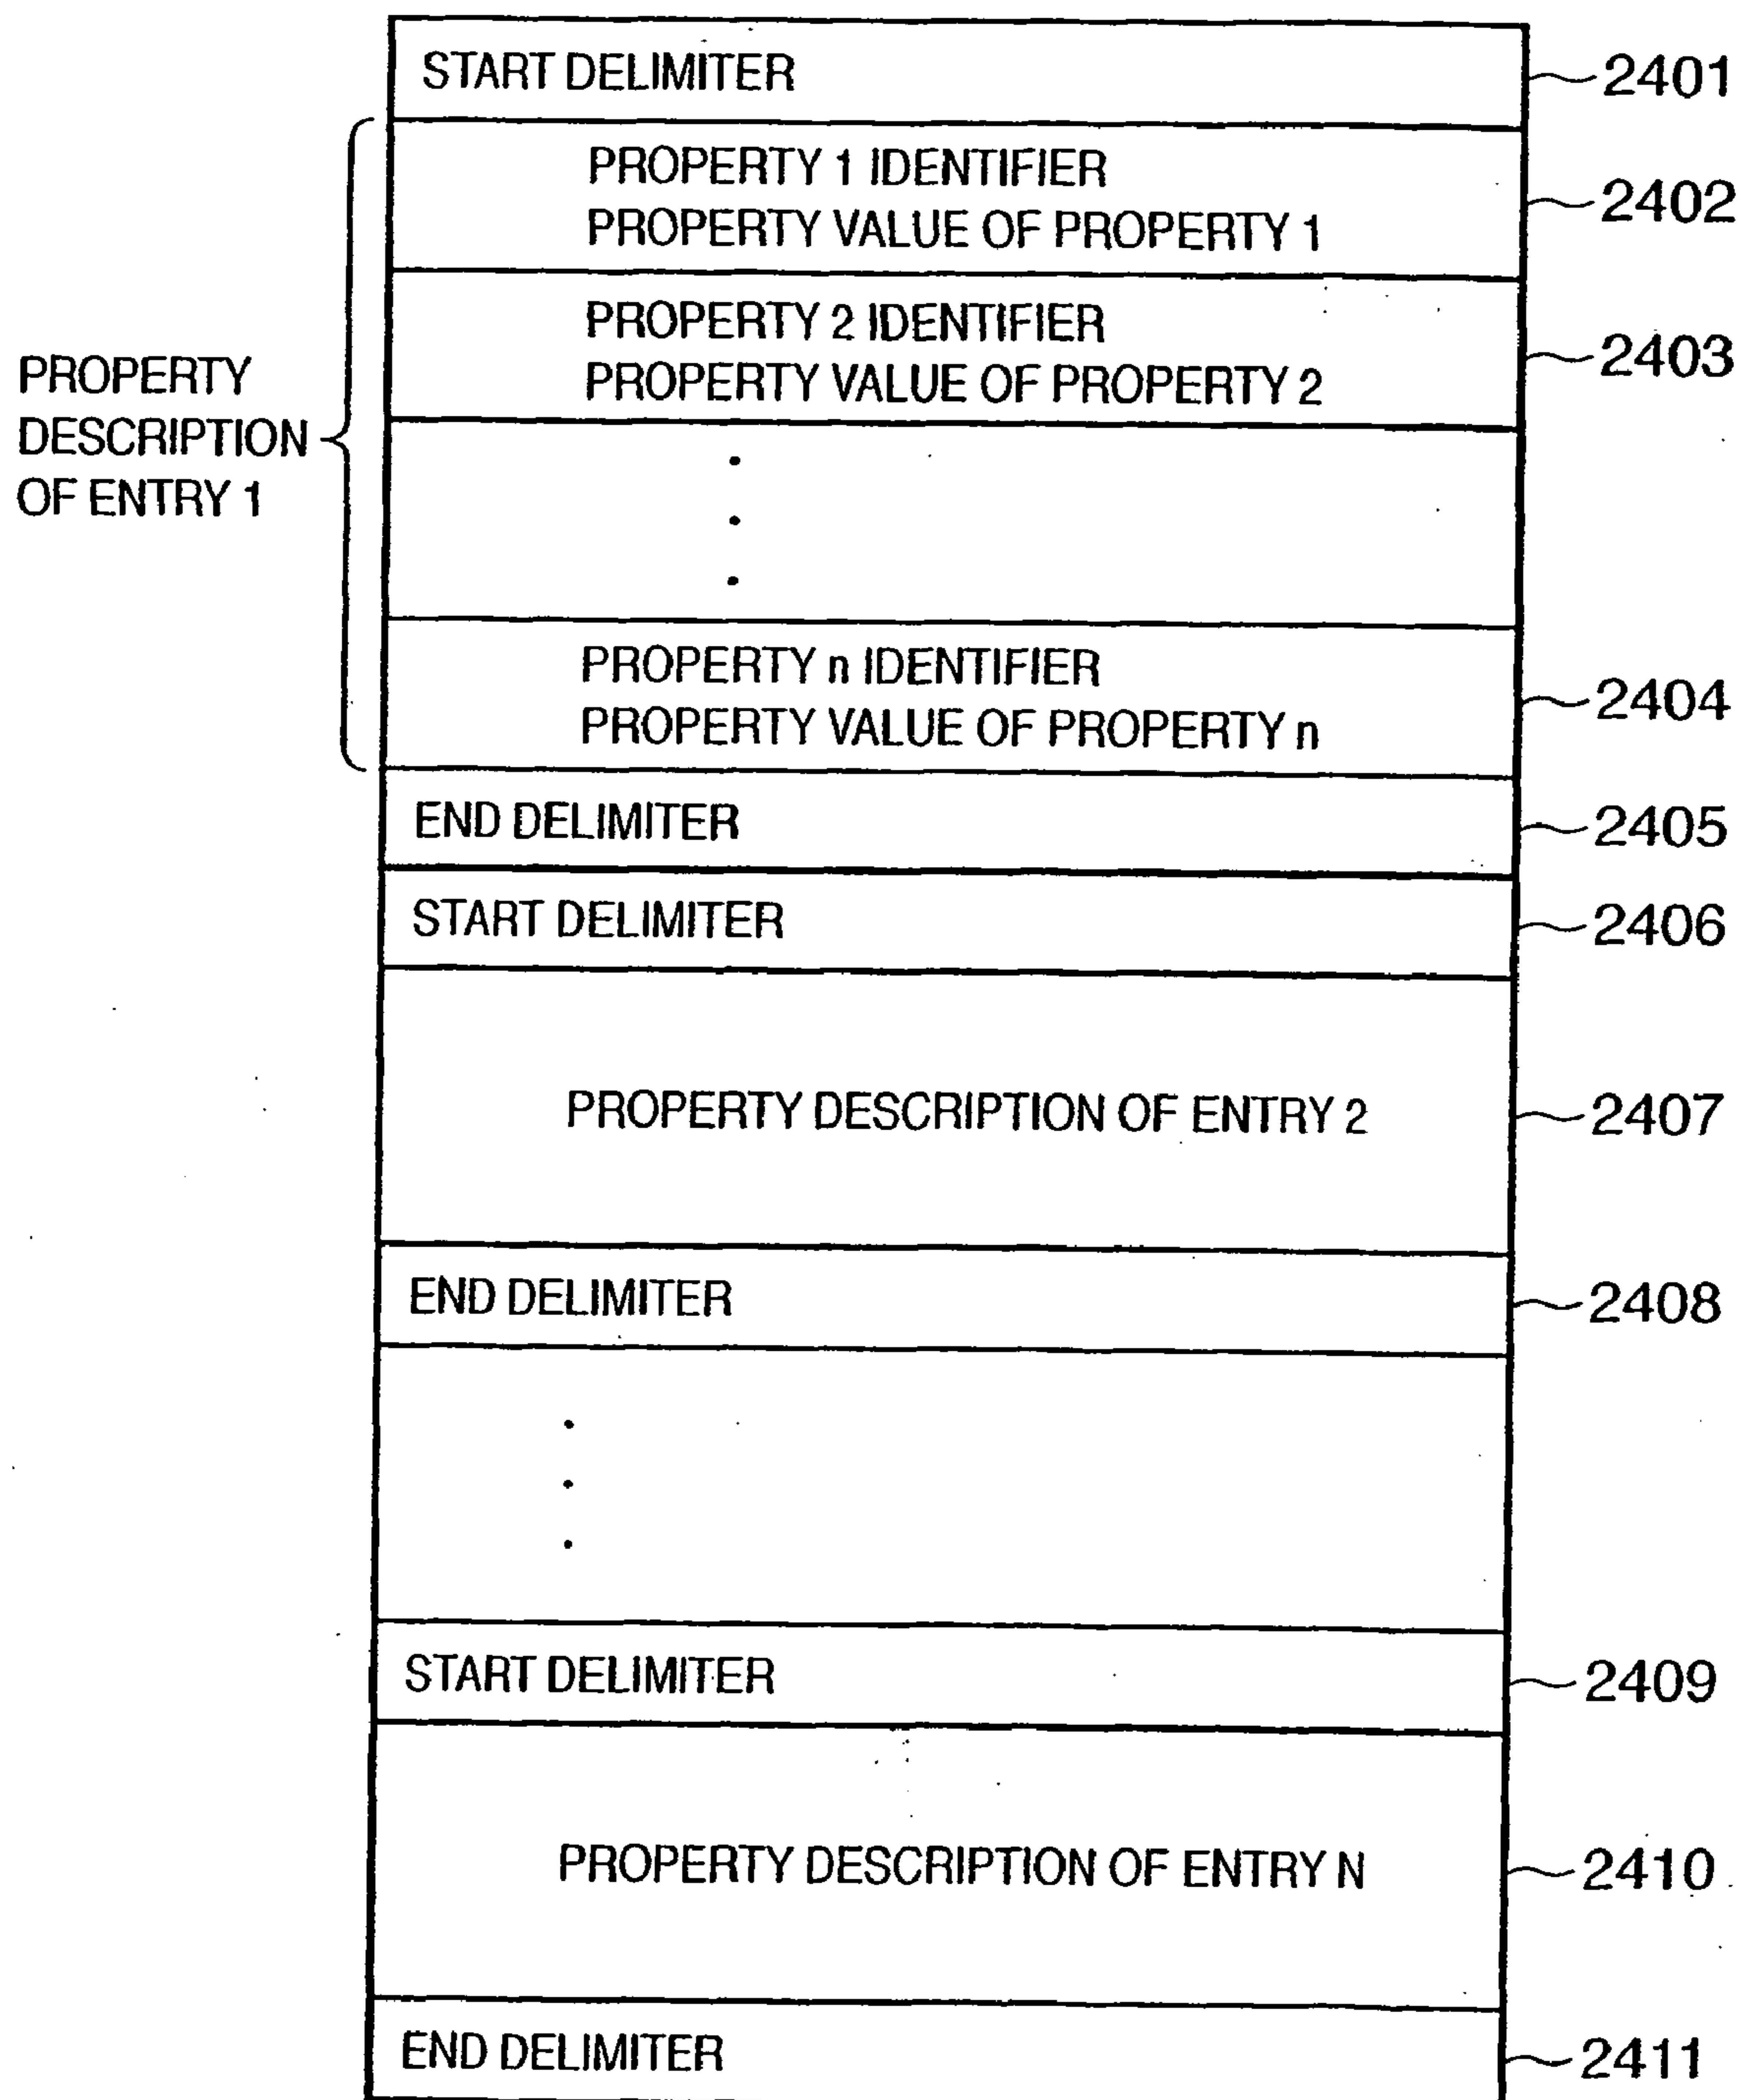 START DELIMITER
2401
PROPERTY 1 IDENTIFIER
PROPERTY VALUE OF PROPERTY 1
2402
PROPERTY 2 IDENTIFIER
PROPERTY VALUE OF PROPERTY 2
2403
PROPERTY
DESCRIPTION
OF ENTRY 1
PROPERTY n IDENTIFIER
PROPERTY VALUE OF PROPERTY n
2404
END DELIMITER
2405
START DELIMITER
2406
PROPERTY DESCRIPTION OF ENTRY 2
2407
END DELIMITER
2408
START DELIMITER
2409
PROPERTY DESCRIPTION OF ENTRY N
2410
END DELIMITER
2411